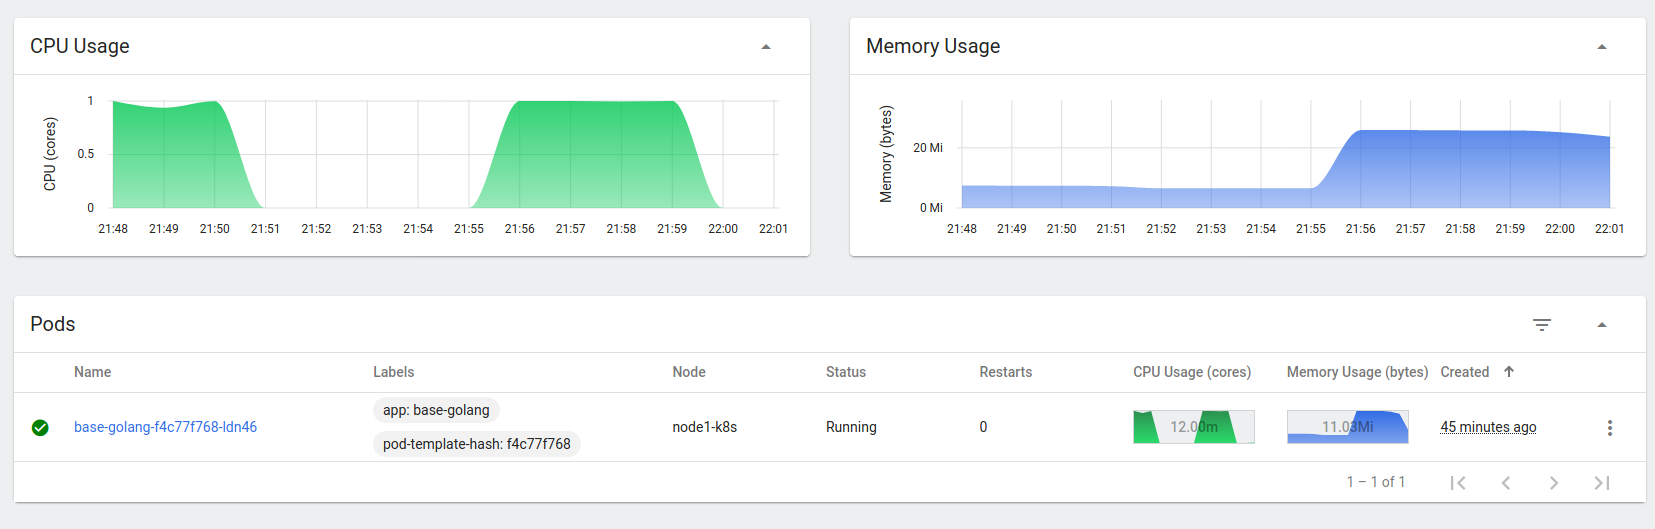 CPU Usage
Memory Usage
CPU (cores)
1
0.5
0
21:48 21:49 21:50 21:51 21:52 21:53 21:54 21:55 21:56 21:57 21:58 21:59 22:00 22:01
Memory (bytes)
20 Mi
0 Mi
21:48 21:49 21:50 21:51 21:52 21:53 21:54 21:55 21:56 21:57 21:58 21:59 22:00 22:01
Pods
Name Labels Node Status Restarts CPU Usage (cores) Memory Usage (bytes) Created
app: base-golang
base-golang-f4c77f768-ldn46 node1-k8s Running 0 12.00m 11.03Mi 45 minutes ago
pod-template-hash: f4c77f768
1 – 1 of 1